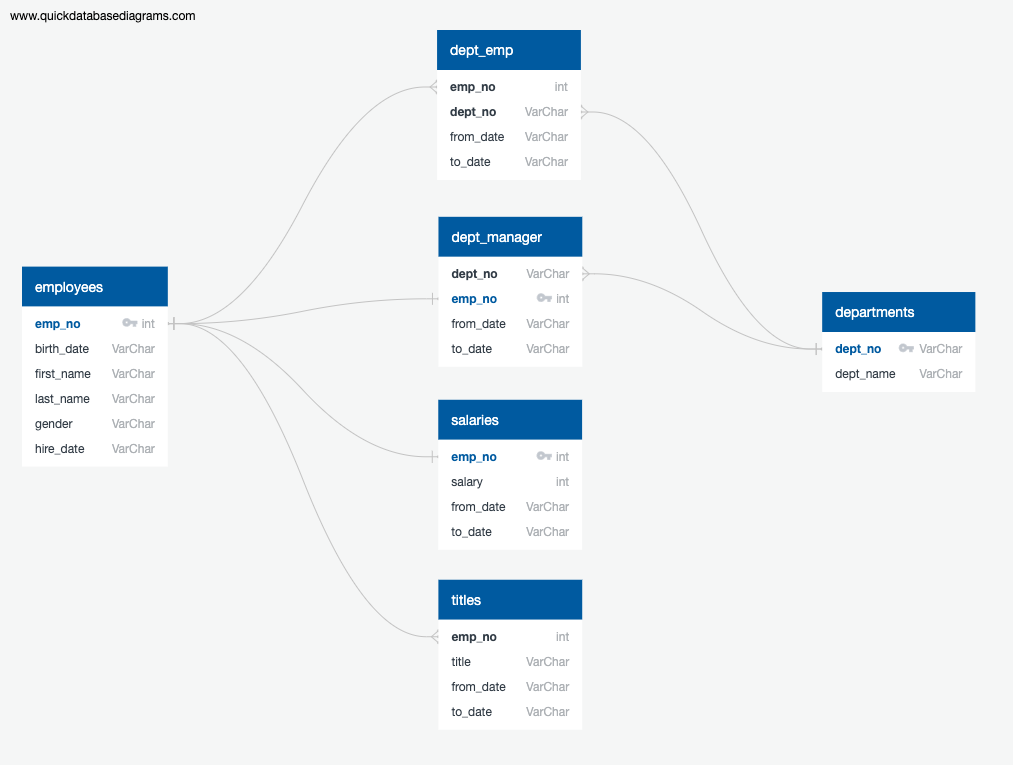 www.quickdatabasediagrams.com
dept_emp
emp_no int
dept_no VarChar
from_date VarChar
to_date VarChar
dept_manager
dept_no VarChar
emp_no int
from_date VarChar
to_date VarChar
employees
emp_no int
birth_date VarChar
first_name VarChar
last_name VarChar
gender VarChar
hire_date VarChar
departments
dept_no VarChar
dept_name VarChar
salaries
emp_no int
salary int
from_date VarChar
to_date VarChar
titles
emp_no int
title VarChar
from_date VarChar
to_date VarChar